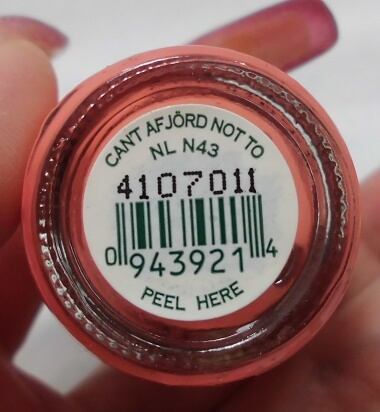 CAN'T AFJÖRD NOT TO
NL N43
4107011
0 943921 4
PEEL HERE